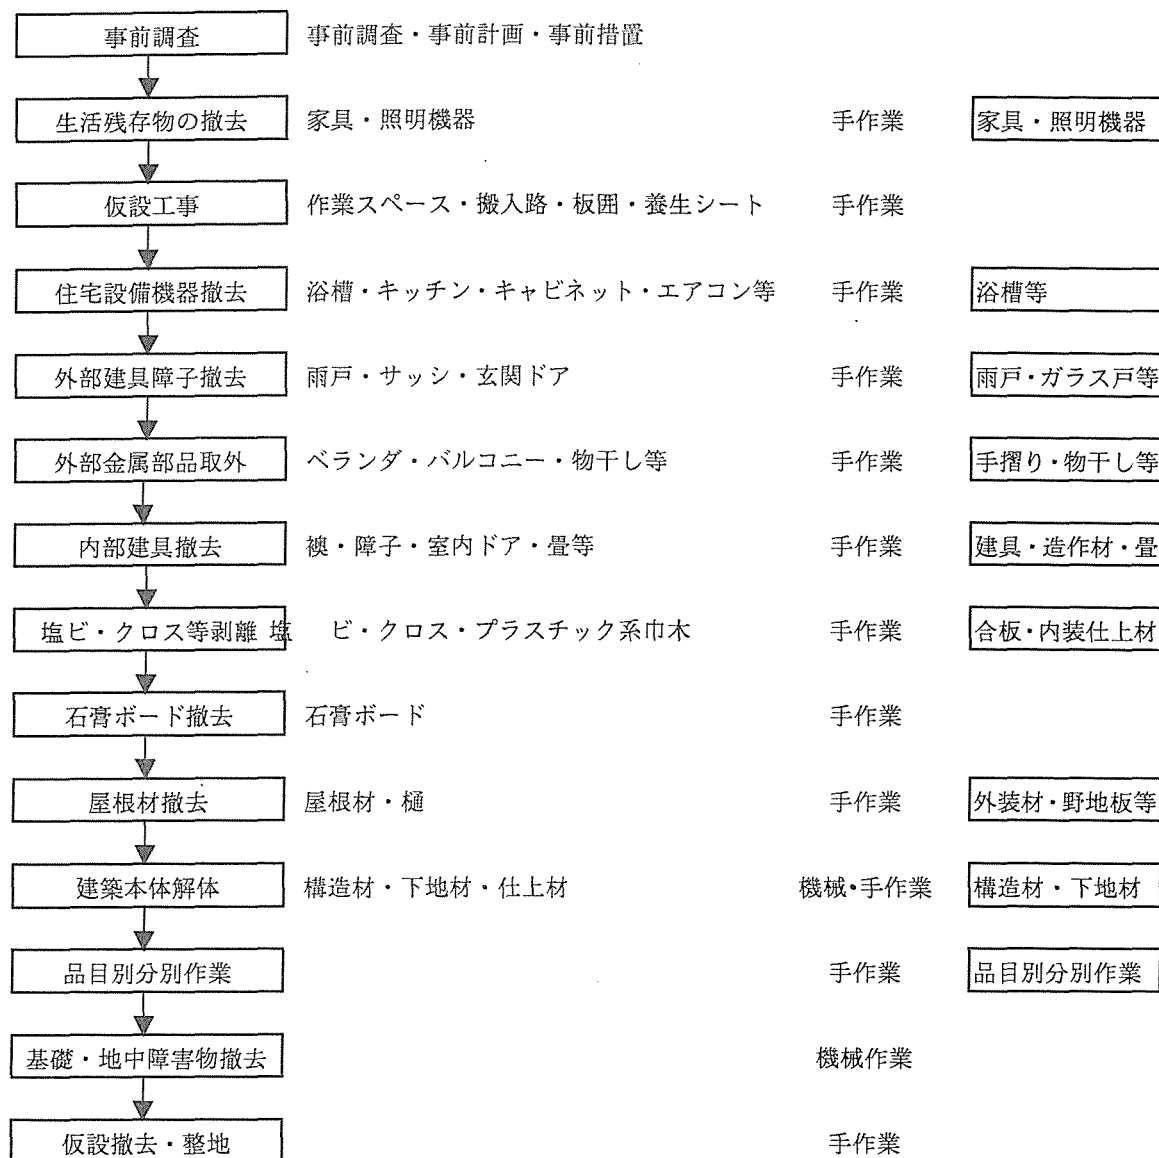 事前調査 事前調査・事前計画・事前措置
生活残存物の撤去 家具・照明機器 手作業 家具・照明機器
仮設工事 作業スペース・搬入路・板囲・養生シート 手作業
住宅設備機器撤去 浴槽・キッチン・キャビネット・エアコン等 手作業 浴槽等
外部建具障子撤去 雨戸・サッシ・玄関ドア 手作業 雨戸・ガラス戸等
外部金属部品取外 ベランダ・バルコニー・物干し等 手作業 手摺り・物干し等
内部建具撤去 襖・障子・室内ドア・畳等 手作業 建具・造作材・畳
塩ビ・クロス等剥離 塩 ビ・クロス・プラスチック系巾木 手作業 合板・内装仕上材
石膏ボード撤去 石膏ボード 手作業
屋根材撤去 屋根材・樋 手作業 外装材・野地板等
建築本体解体 構造材・下地材・仕上材 機械・手作業 構造材・下地材
品目別分別作業 手作業 品目別分別作業
基礎・地中障害物撤去 機械作業
仮設撤去・整地 手作業